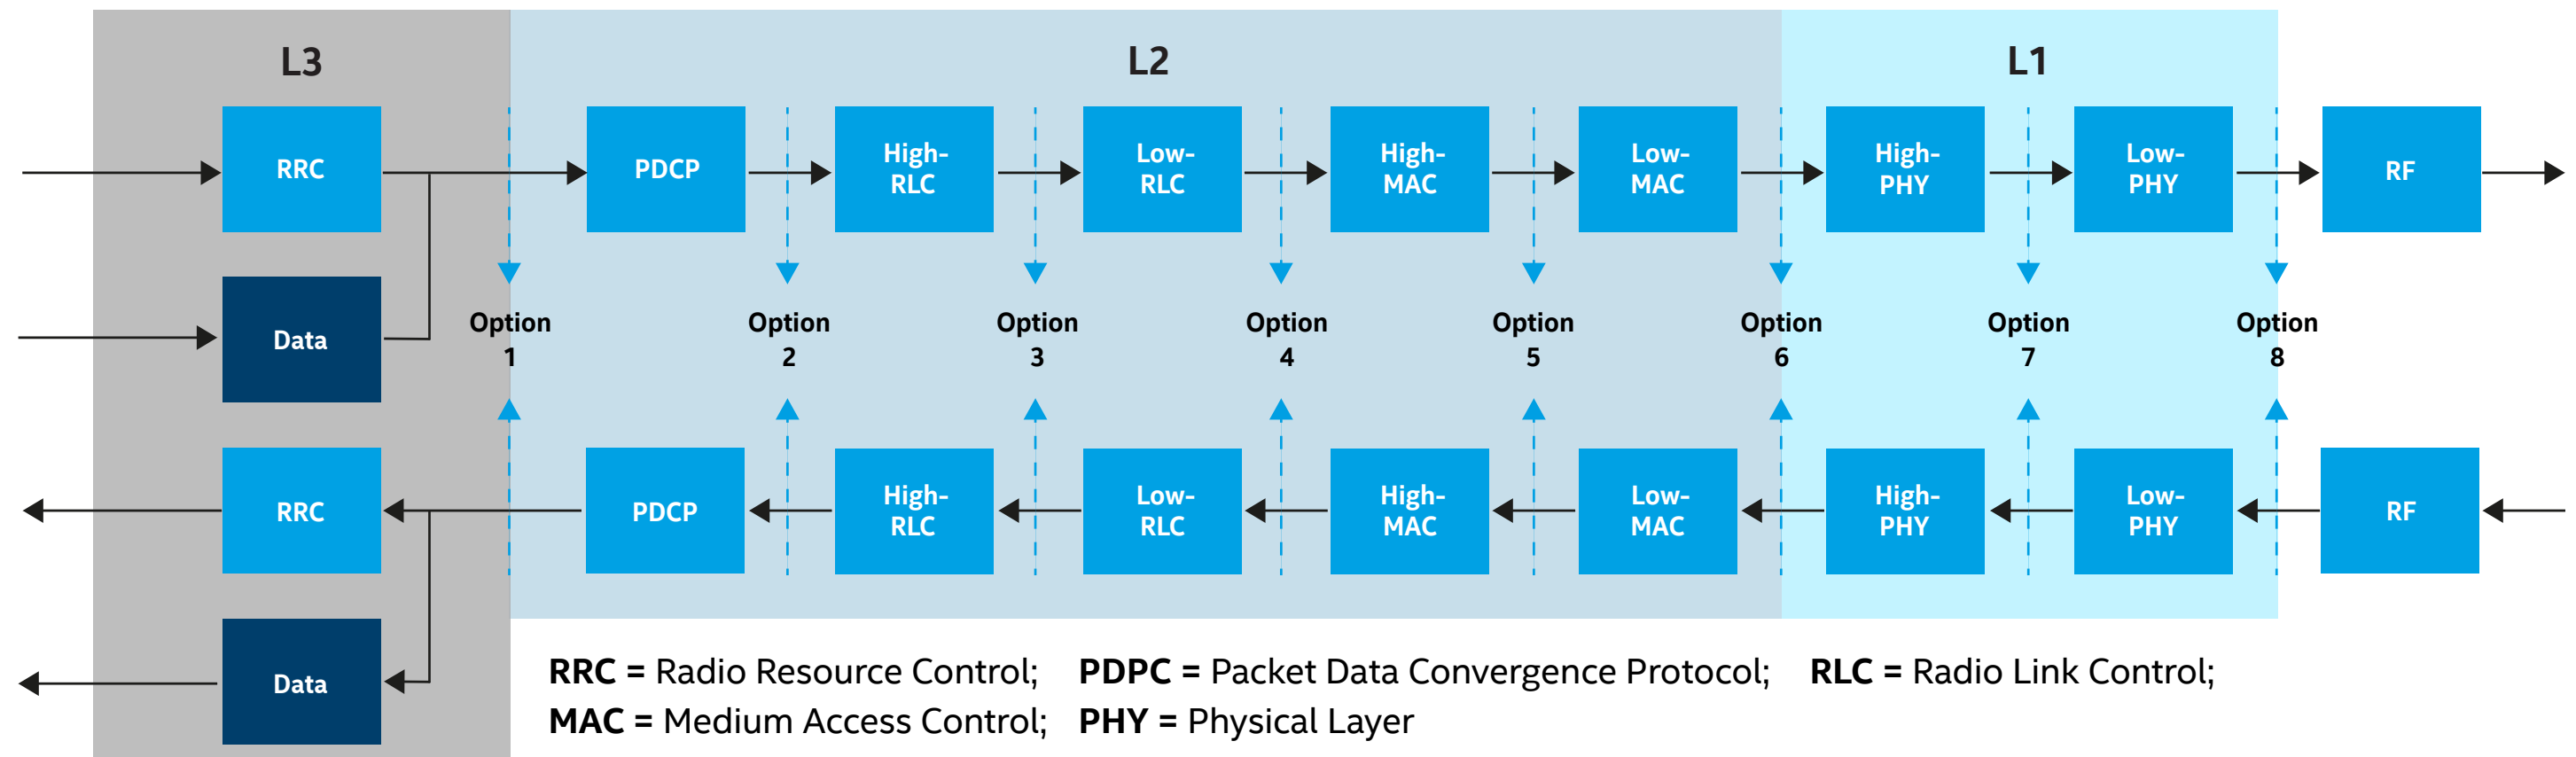 L3
L2
L1
RRC
PDCP
High-
RLC
Low-
RLC
High-
MAC
Low-
MAC
High-
PHY
Low-
PHY
RF
Data
Option
1
Option
2
Option
3
Option
4
Option
5
Option
6
Option
7
Option
8
RRC
PDCP
High-
RLC
Low-
RLC
High-
MAC
Low-
MAC
High-
PHY
Low-
PHY
RF
Data
RRC = Radio Resource Control; PDPC = Packet Data Convergence Protocol; RLC = Radio Link Control;
MAC = Medium Access Control; PHY = Physical Layer